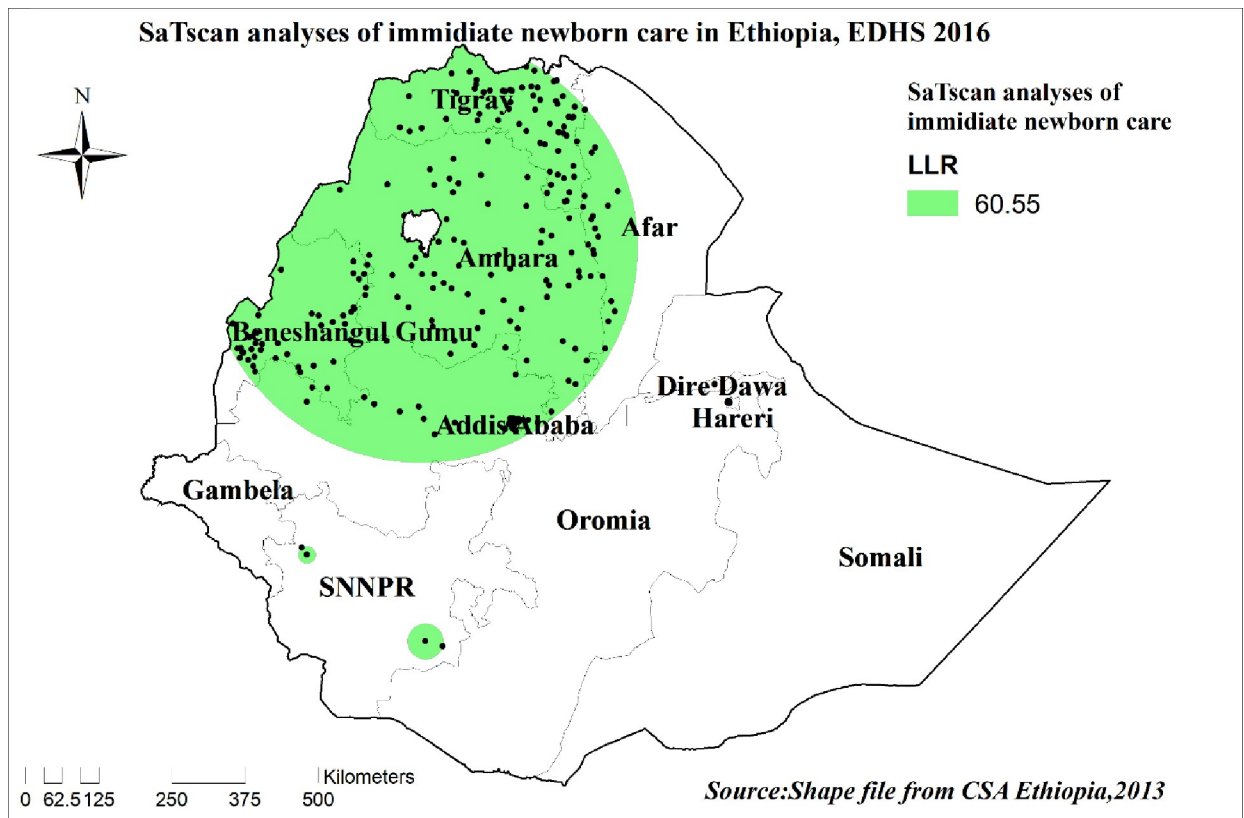 SaTscan analyses of immidiate newborn care in Ethiopia, EDHS 2016
N
SaTscan analyses of
immidiate newborn care
LLR
60.55
Tigray
Afar
Amhara
Beneshangul Gumu
Dire Dawa
Hareri
Addis Ababa
Gambela
Oromia
Somali
SNNPR
Kilometers
0 62.5 125 250 375 500
Source:Shape file from CSA Ethiopia,2013